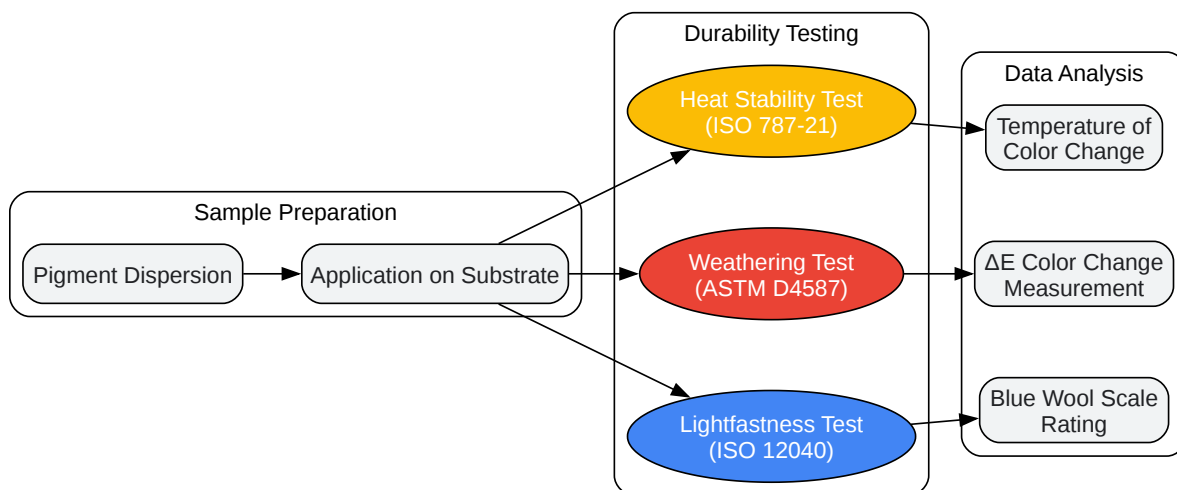 Sample Preparation
Pigment Dispersion
Application on Substrate
Durability Testing
Heat Stability Test
(ISO 787-21)
Weathering Test
(ASTM D4587)
Lightfastness Test
(ISO 12040)
Data Analysis
Temperature of
Color Change
ΔE Color Change
Measurement
Blue Wool Scale
Rating